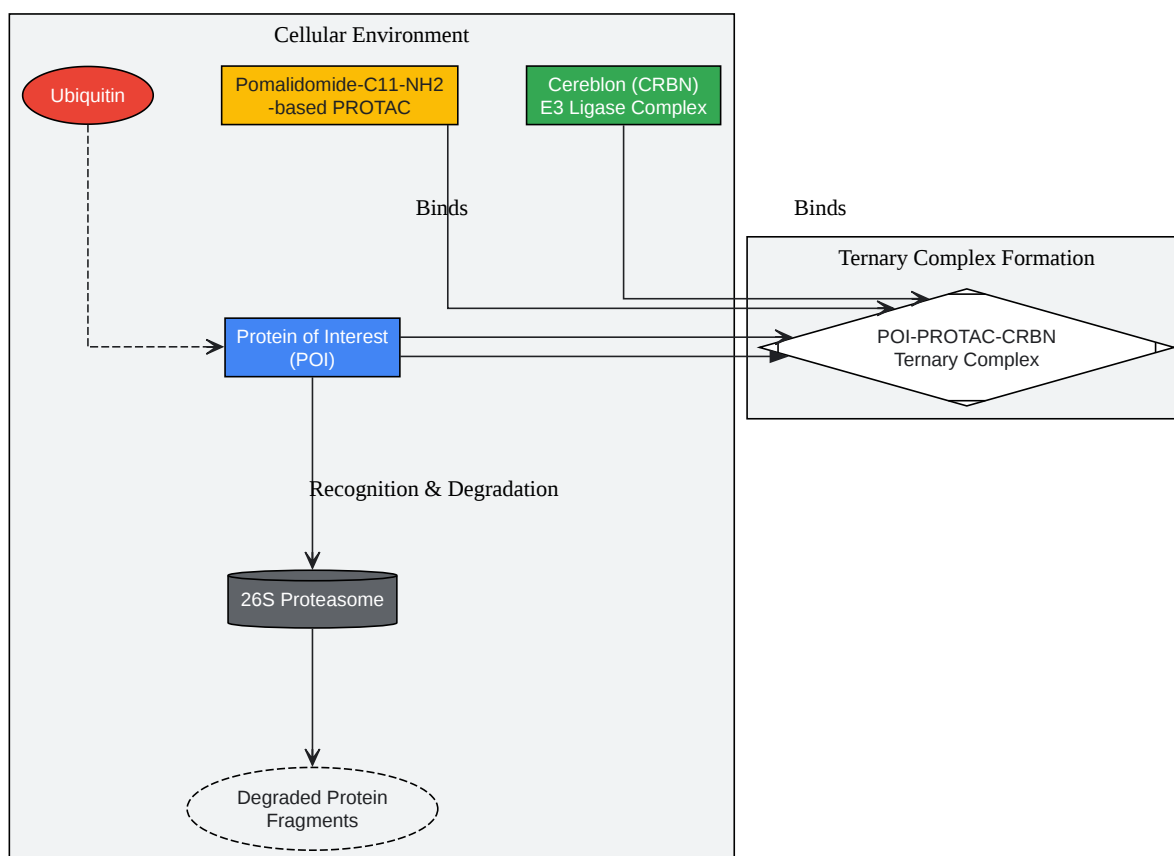 Cellular Environment
Ubiquitin
Pomalidomide-C11-NH2
-based PROTAC
Cereblon (CRBN)
E3 Ligase Complex
Binds
Binds
Ternary Complex Formation
Protein of Interest
(POI)
POI-PROTAC-CRBN
Ternary Complex
Recognition & Degradation
26S Proteasome
Degraded Protein
Fragments